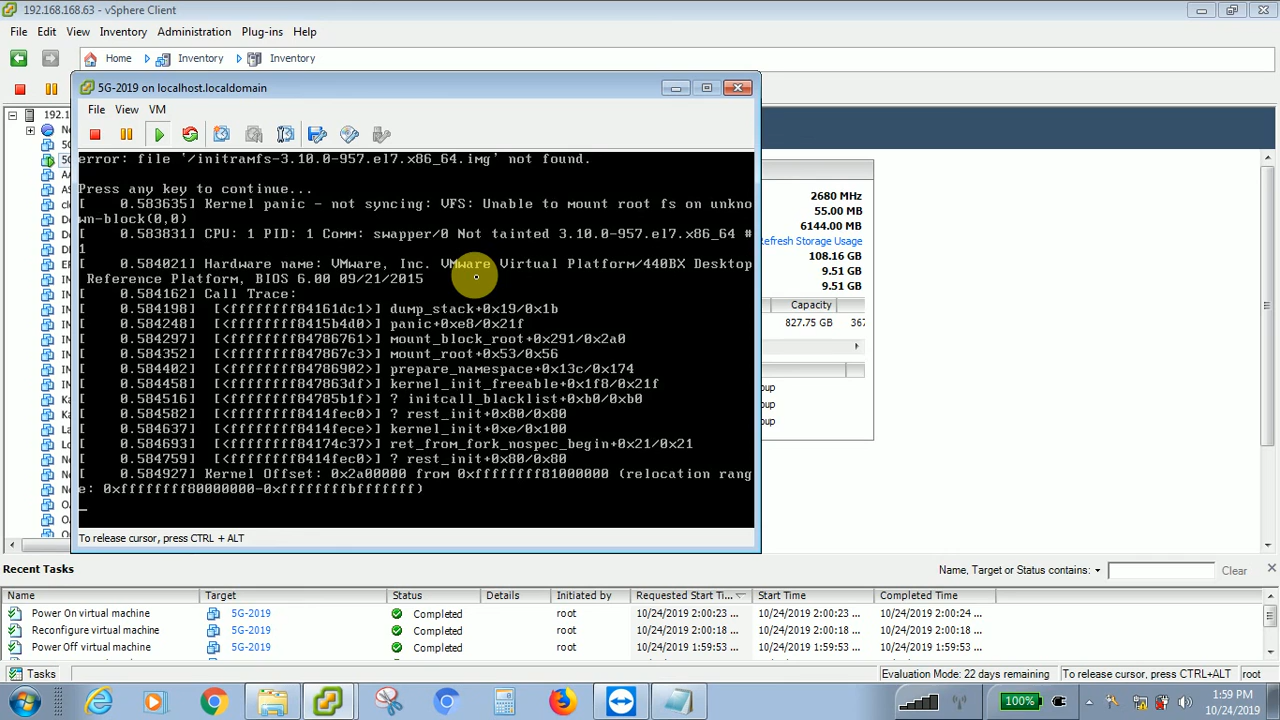 192.168.168.63 - vSphere Client
File Edit View Inventory Administration Plug-ins Help
Home Inventory Inventory
5G-2019 on localhost.localdomain
File View VM
192.1
error: file '/initramfs-3.10.0-957.el7.x86_64.img' not found.
Press any key to continue...
[ 0.583635] Kernel panic - not syncing: VFS: Unable to mount root fs on unkno
wn-block(0,0)
[ 0.583831] CPU: 1 PID: 1 Comm: swapper/0 Not tainted 3.10.0-957.el7.x86_64 #
1
[ 0.584021] Hardware name: VMware, Inc. VMware Virtual Platform/440BX Desktop
Reference Platform, BIOS 6.00 09/21/2015
[ 0.584162] Call Trace:
[ 0.584198] [<ffffffff84161dc1>] dump_stack+0x19/0x1b
[ 0.584248] [<ffffffff8415b4d0>] panic+0xe8/0x21f
[ 0.584297] [<ffffffff84786761>] mount_block_root+0x291/0x2a0
[ 0.584352] [<ffffffff847867c3>] mount_root+0x53/0x56
[ 0.584402] [<ffffffff84786902>] prepare_namespace+0x13c/0x174
[ 0.584458] [<ffffffff847863df>] kernel_init_freeable+0x1f8/0x21f
[ 0.584516] [<ffffffff84785b1f>] ? initcall_blacklist+0xb0/0xb0
[ 0.584582] [<ffffffff8414fec0>] ? rest_init+0x80/0x80
[ 0.584637] [<ffffffff8414fece>] kernel_init+0xe/0x100
[ 0.584693] [<ffffffff84174c37>] ret_from_fork_nospec_begin+0x21/0x21
[ 0.584759] [<ffffffff8414fec0>] ? rest_init+0x80/0x80
[ 0.584927] Kernel Offset: 0x2a00000 from 0xffffffff81000000 (relocation rang
e: 0xffffffff80000000-0xffffffffbfffffff)
To release cursor, press CTRL + ALT
2680 MHz
55.00 MB
6144.00 MB
Refresh Storage Usage
108.16 GB
9.51 GB
9.51 GB
Capacity
827.75 GB 367
oup
oup
oup
Recent Tasks
Name, Target or Status contains: Clear
Name Target Status Details Initiated by Requested Start Ti... Start Time Completed Time
Power On virtual machine 5G-2019 Completed root 10/24/2019 2:00:23 ... 10/24/2019 2:00:23 ... 10/24/2019 2:00:24 ...
Reconfigure virtual machine 5G-2019 Completed root 10/24/2019 2:00:18 ... 10/24/2019 2:00:18 ... 10/24/2019 2:00:18 ...
Power Off virtual machine 5G-2019 Completed root 10/24/2019 1:59:53 ... 10/24/2019 1:59:53 ... 10/24/2019 1:59:53 ...
Tasks Evaluation Mode: 22 days remaining To release cursor, press CTRL+ALT root
100% 1:59 PM
10/24/2019